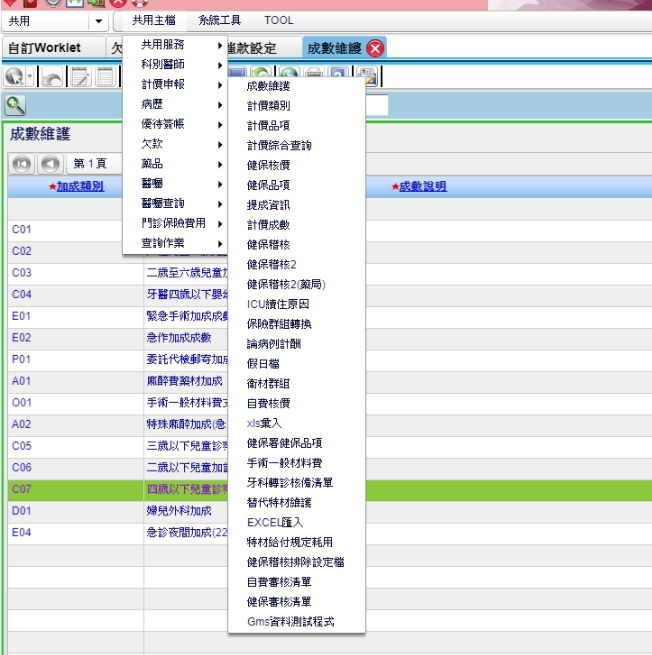 共用 共用主檔 系統工具 TOOL
自訂Worklet 欠 催款設定 成數維護
成數維護
第 1 頁
★加成類別 ★成數說明
C01
C02
C03 二歲至六歲兒童加
C04 牙醫四歲以下嬰幼
E01 緊急手術加成成數
E02 急作加成成數
P01 委託代檢郵寄加成
A01 麻醉費藥材加成
O01 手術一般材料費支
A02 特殊麻醉加成(急
C05 三歲以下兒童診察
C06 二歲以下兒童加
C07 四歲以下兒童診察
D01 婦兒外科加成
E04 急診夜間加成(22
共用服務
科別醫師
計價申報
病歷
優待簽帳
欠款
藥品
醫囑
醫囑查詢
門診保險費用
查詢作業
成數維護
計價類別
計價品項
計價綜合查詢
健保核價
健保品項
提成資訊
計價成數
健保稽核
健保稽核2
健保稽核2(藥局)
ICU續住原因
保險群組轉換
論病例計酬
假日檔
衛材群組
自費核價
xls彙入
健保署健保品項
手術一般材料費
牙科轉診核備清單
替代特材維護
EXCEL匯入
特材給付規定耗用
健保稽核排除設定檔
自費審核清單
健保審核清單
Gms資料測試程式